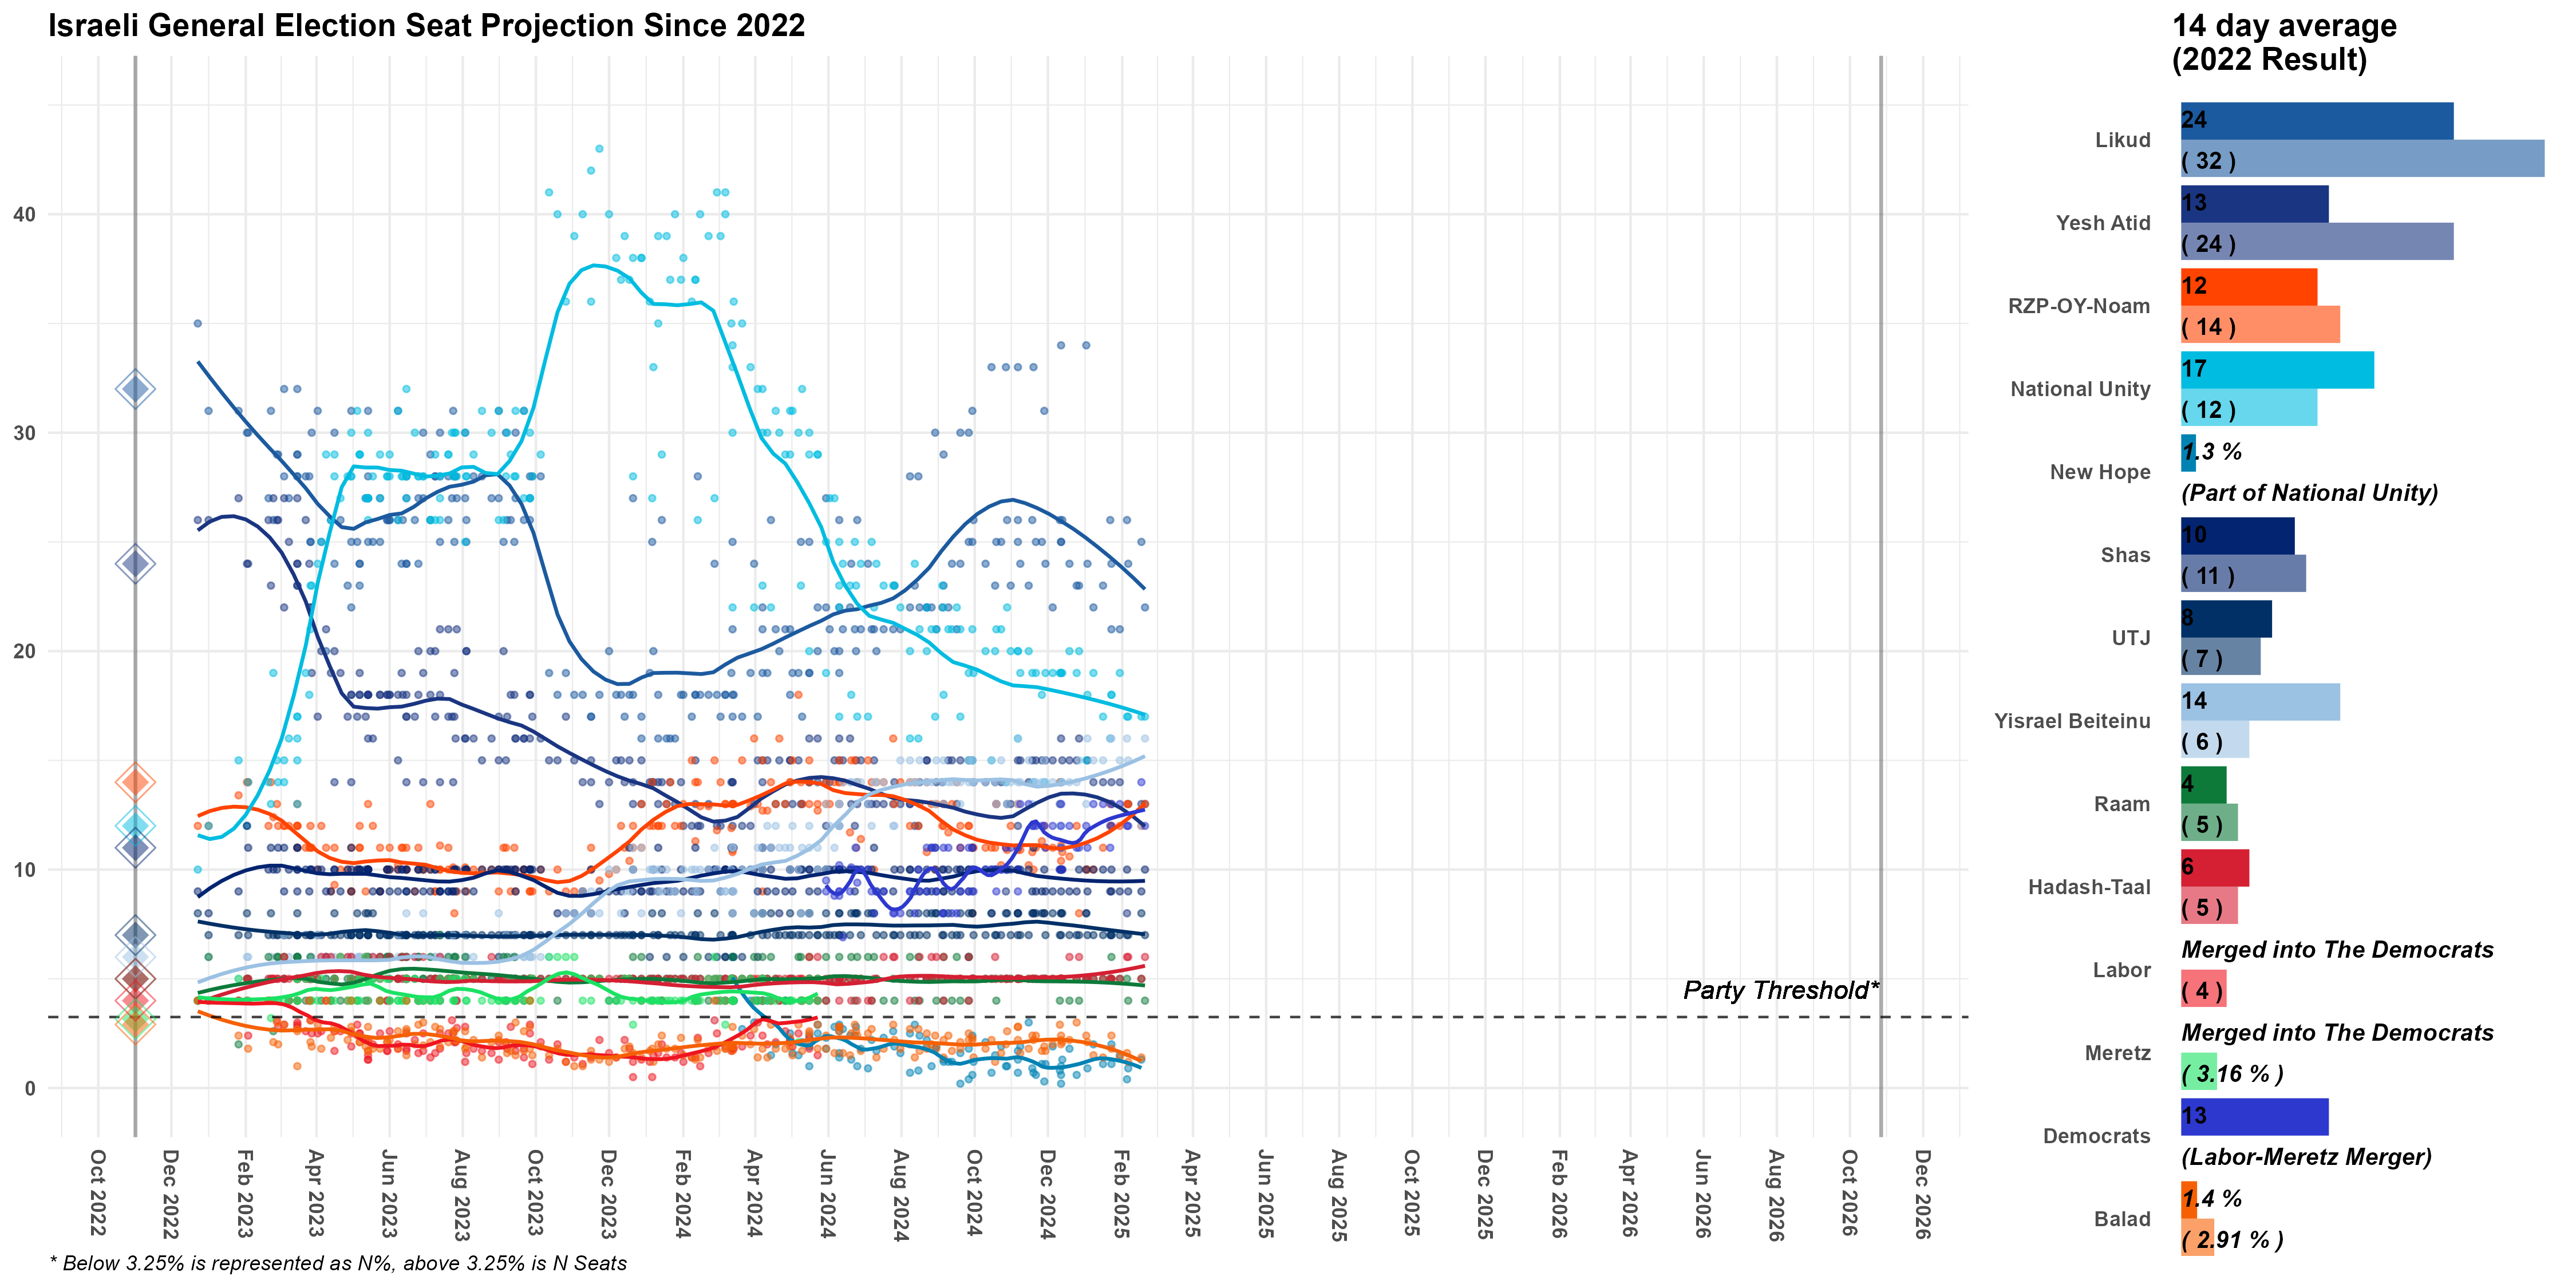 Israeli General Election Seat Projection Since 2022
14 day average
(2022 Result)
40
30
20
10
0
Party Threshold*
Oct 2022
Dec 2022
Feb 2023
Apr 2023
Jun 2023
Aug 2023
Oct 2023
Dec 2023
Feb 2024
Apr 2024
Jun 2024
Aug 2024
Oct 2024
Dec 2024
Feb 2025
Apr 2025
Jun 2025
Aug 2025
Oct 2025
Dec 2025
Feb 2026
Apr 2026
Jun 2026
Aug 2026
Oct 2026
Dec 2026
* Below 3.25% is represented as N%, above 3.25% is N Seats
Likud
24
( 32 )
Yesh Atid
13
( 24 )
RZP-OY-Noam
12
( 14 )
National Unity
17
( 12 )
New Hope
1.3 %
(Part of National Unity)
Shas
10
( 11 )
UTJ
8
( 7 )
Yisrael Beiteinu
14
( 6 )
Raam
4
( 5 )
Hadash-Taal
6
( 5 )
Labor
Merged into The Democrats
( 4 )
Meretz
Merged into The Democrats
( 3.16 % )
Democrats
13
(Labor-Meretz Merger)
Balad
1.4 %
( 2.91 % )